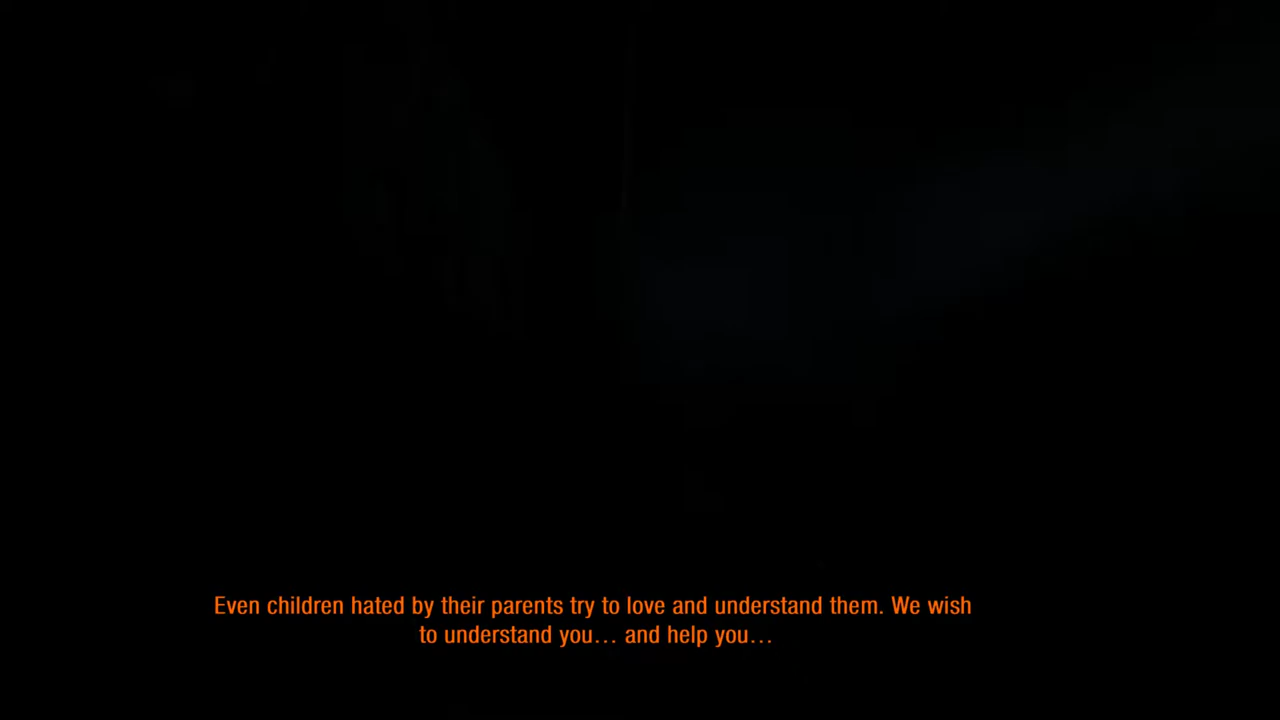 Even children hated by their parents try to love and understand them. We wish
to understand you… and help you…